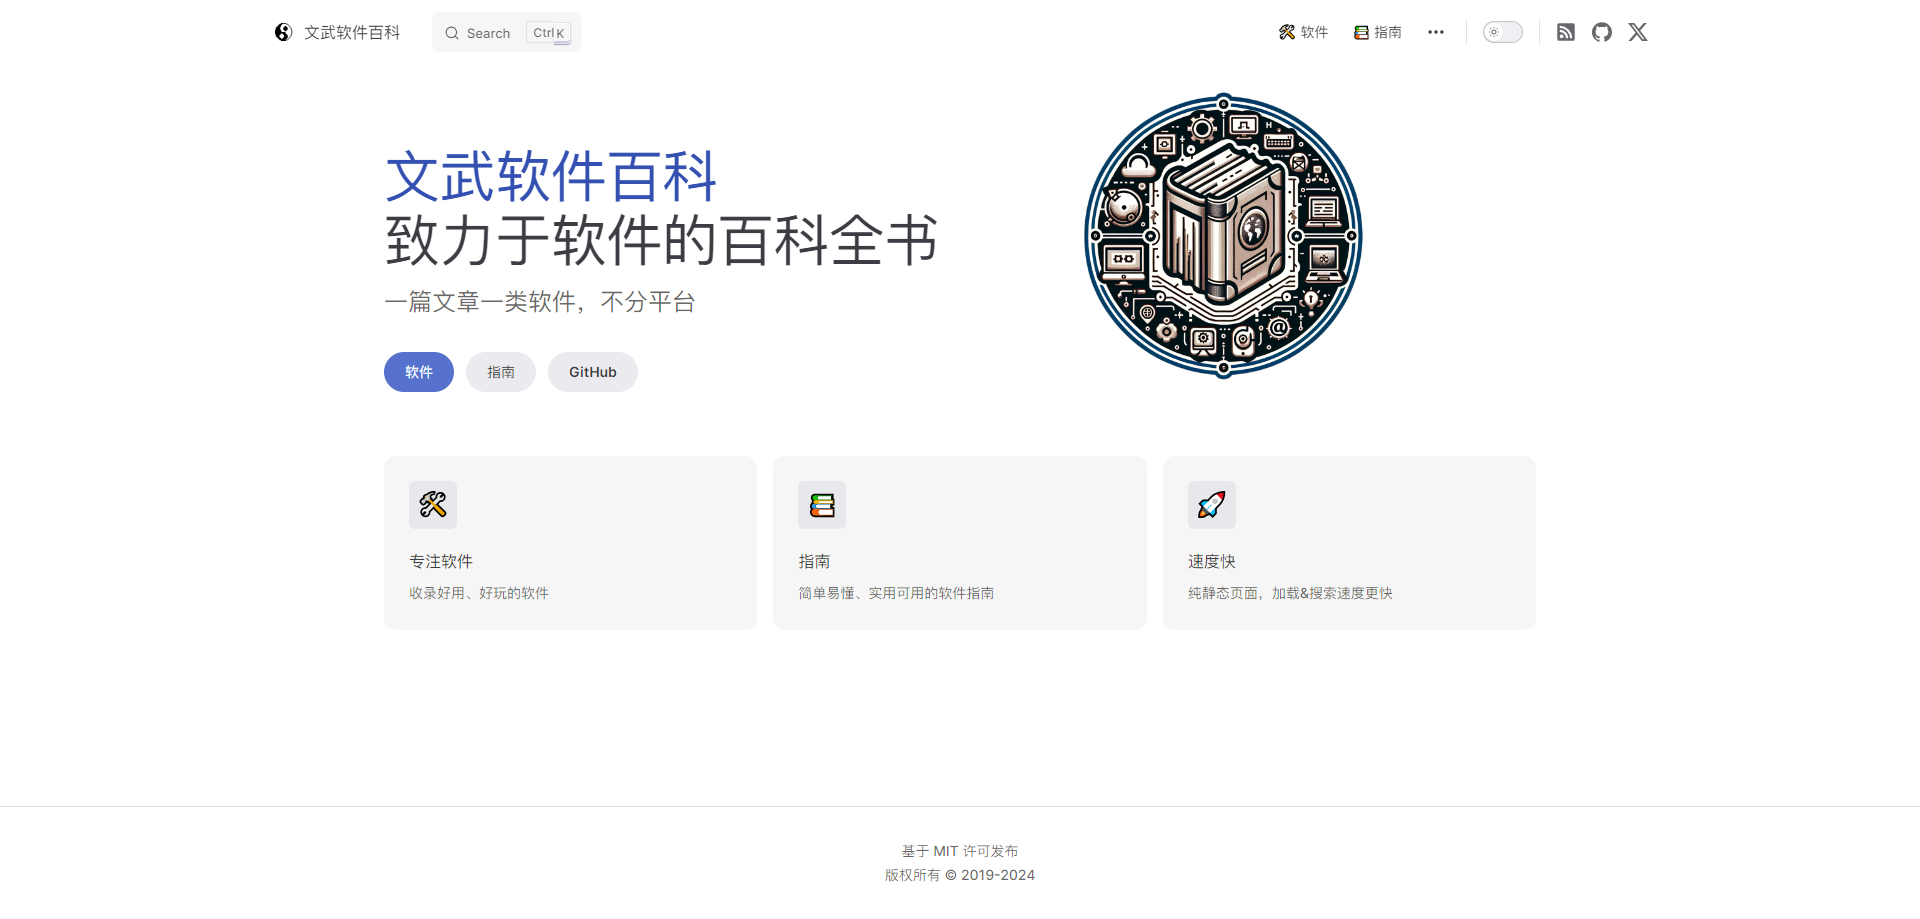 文武软件百科
Search Ctrl K
软件
指南
文武软件百科
致力于软件的百科全书
一篇文章一类软件，不分平台
软件
指南
GitHub
专注软件
收录好用、好玩的软件
指南
简单易懂、实用可用的软件指南
速度快
纯静态页面，加载&搜索速度更快
基于 MIT 许可发布
版权所有 © 2019-2024